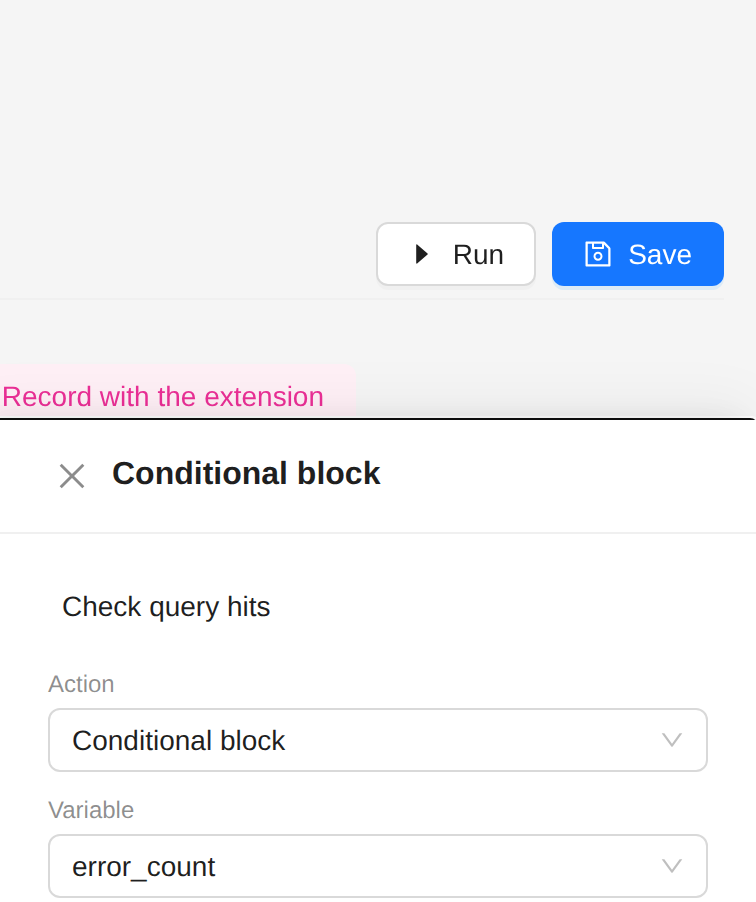 Run
Save
Record with the extension
Conditional block
Check query hits
Action
Conditional block
Variable
error_count